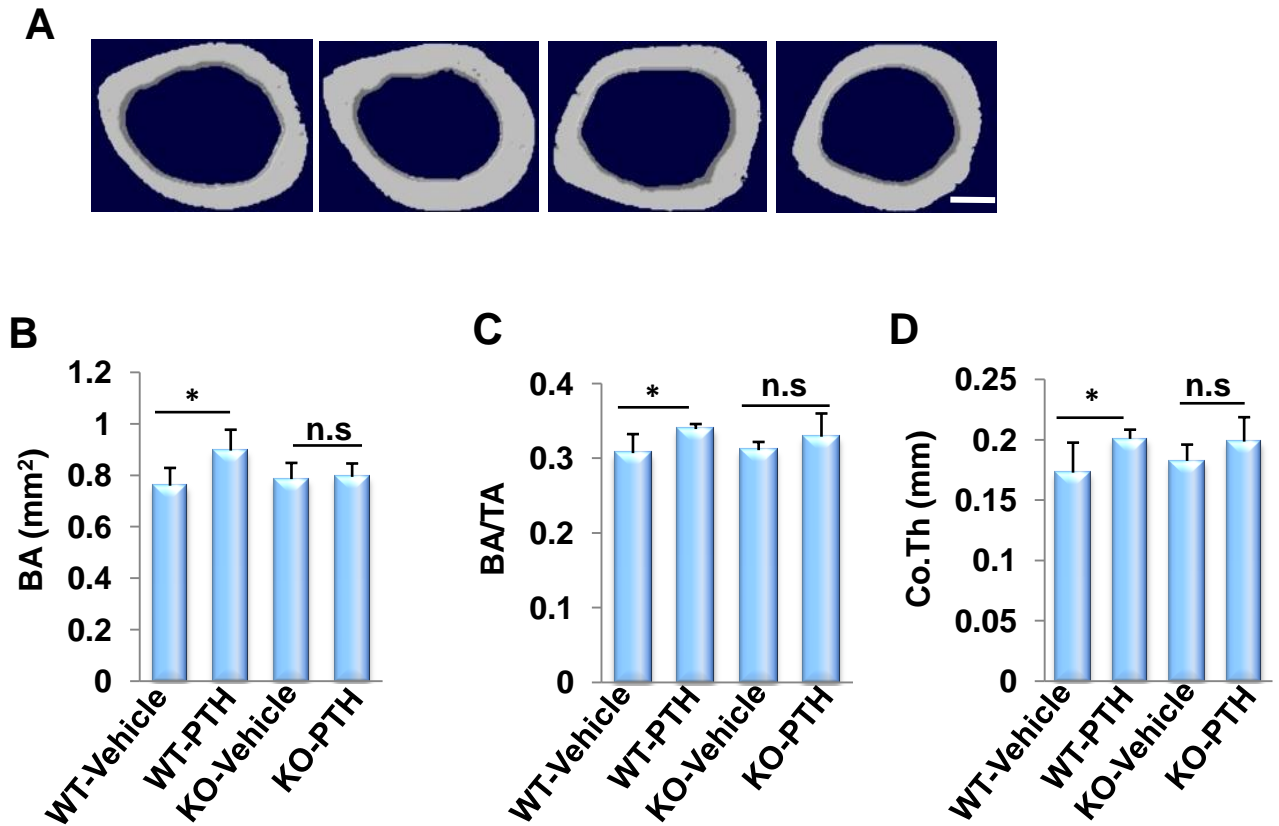 A
B
BA (mm²)
1.2
1
0.8
0.6
0.4
0.2
0
*
n.s
WT-Vehicle
WT-PTH
KO-Vehicle
KO-PTH
C
BA/TA
0.4
0.3
0.2
0.1
0
*
n.s
WT-Vehicle
WT-PTH
KO-Vehicle
KO-PTH
D
Co.Th (mm)
0.25
0.2
0.15
0.1
0.05
0
*
n.s
WT-Vehicle
WT-PTH
KO-Vehicle
KO-PTH